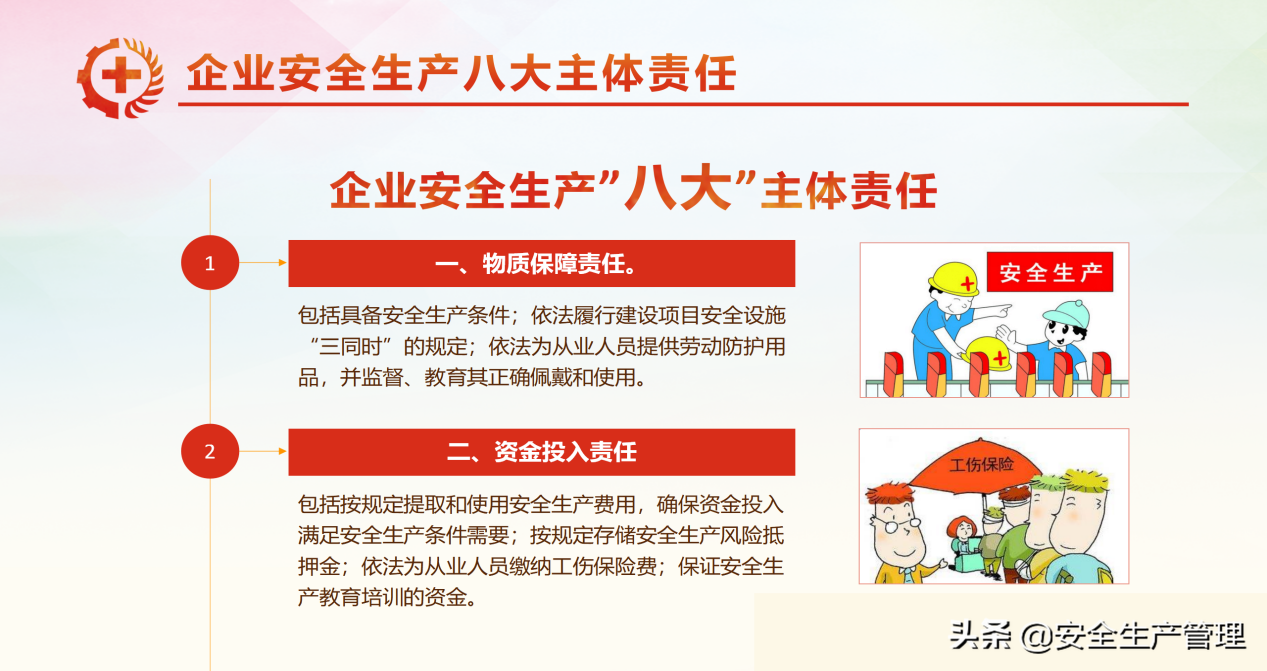 企业安全生产八大主体责任
企业安全生产”八大”主体责任
1
一、物质保障责任。
安全生产
包括具备安全生产条件；依法履行建设项目安全设施
“三同时”的规定；依法为从业人员提供劳动防护用
品，并监督、教育其正确佩戴和使用。
2
二、资金投入责任
工伤保险
包括按规定提取和使用安全生产费用，确保资金投入
满足安全生产条件需要；按规定存储安全生产风险抵
押金；依法为从业人员缴纳工伤保险费；保证安全生
产教育培训的资金。
头条 @安全生产管理